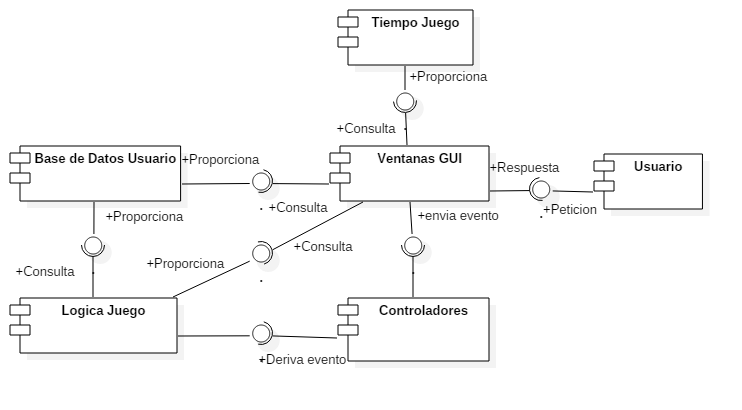 Tiempo Juego
+Proporciona
+Consulta
Base de Datos Usuario
+Proporciona
Ventanas GUI
+Respuesta
Usuario
+Consulta
+Peticion
+Proporciona
+envia evento
+Consulta
+Proporciona
+Consulta
Logica Juego
Controladores
+Deriva evento